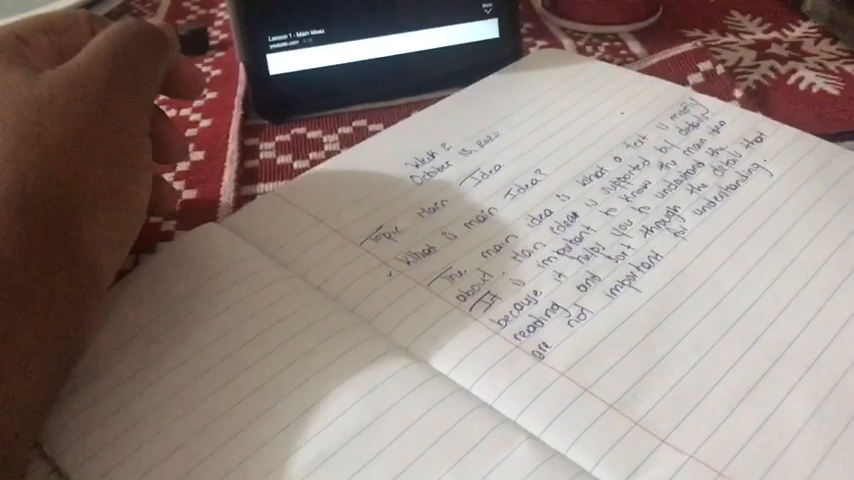 Lesson 1 - Main Ideas
youtube.com
Week 2
October 13, 2020
Topic Main Idea
What is main Idea?
The main idea is what a text is mostly
about. Main idea is supported by details
It is important to know the main idea
because it helps you to understand the
reading and sort through the detail that
are not important for understanding.